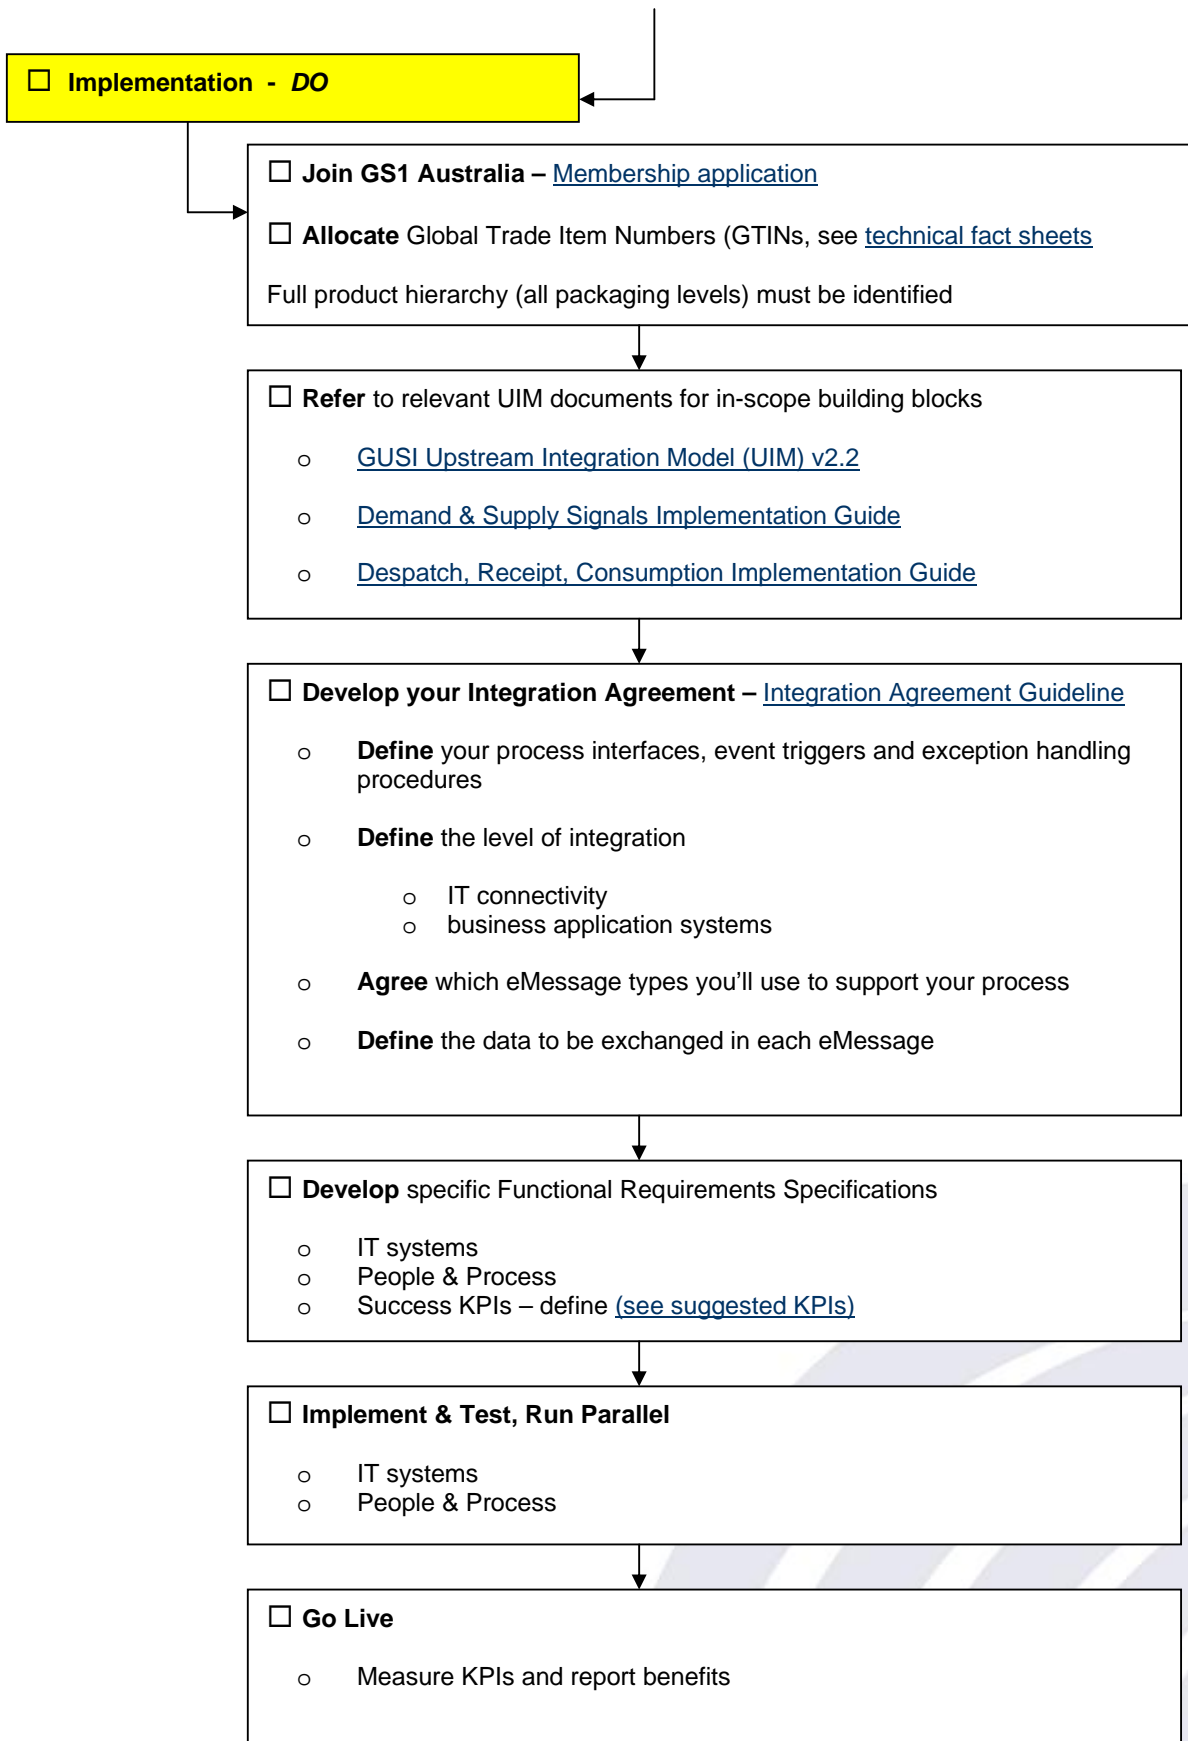 ☐ Implementation - DO
☐ Join GS1 Australia – Membership application
☐ Allocate Global Trade Item Numbers (GTINs, see technical fact sheets
Full product hierarchy (all packaging levels) must be identified
☐ Refer to relevant UIM documents for in-scope building blocks
o GUSI Upstream Integration Model (UIM) v2.2
o Demand & Supply Signals Implementation Guide
o Despatch, Receipt, Consumption Implementation Guide
☐ Develop your Integration Agreement – Integration Agreement Guideline
o Define your process interfaces, event triggers and exception handling
procedures
o Define the level of integration
o IT connectivity
o business application systems
o Agree which eMessage types you'll use to support your process
o Define the data to be exchanged in each eMessage
☐ Develop specific Functional Requirements Specifications
o IT systems
o People & Process
o Success KPIs – define (see suggested KPIs)
☐ Implement & Test, Run Parallel
o IT systems
o People & Process
☐ Go Live
o Measure KPIs and report benefits